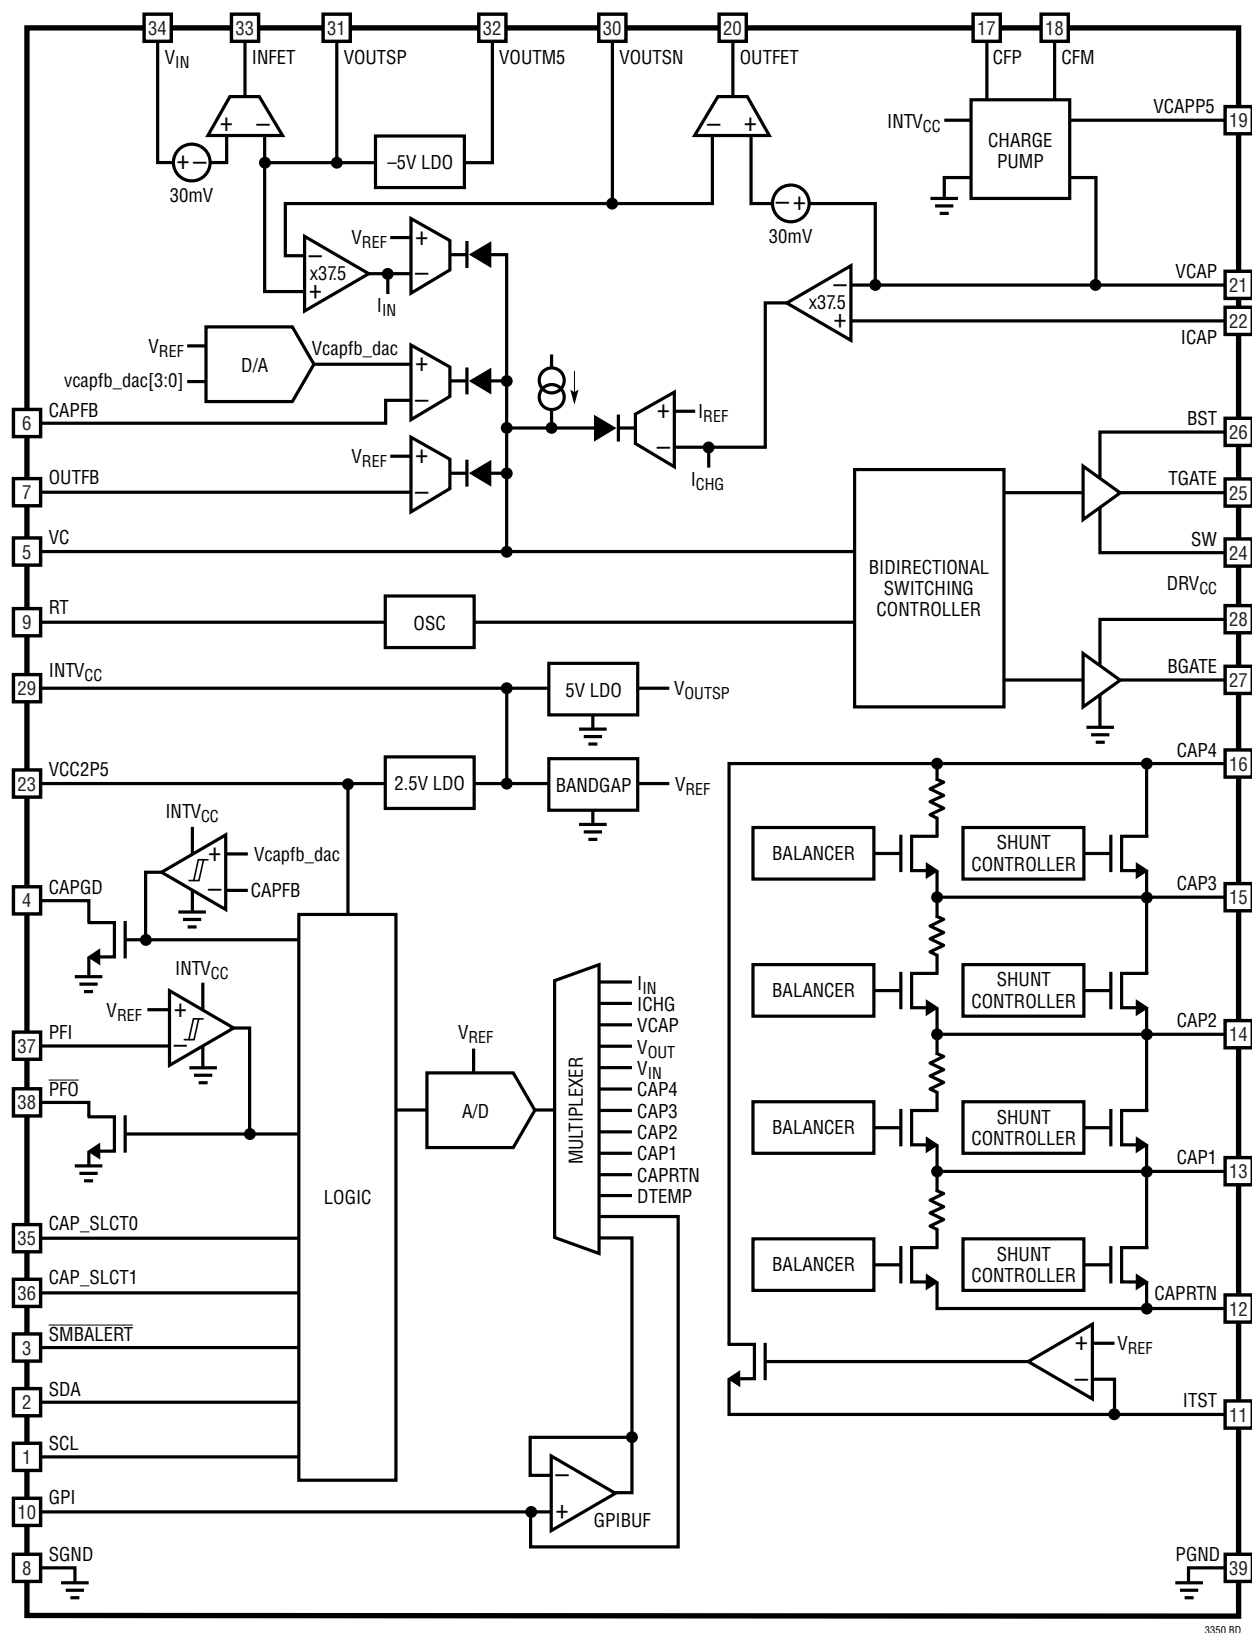 34 33 31 32 30 20 17 18
VIN INFET VOUTSP VOUTM5 VOUTSN OUTFET CFP CFM
VCAPP5
19
INTVCC
CHARGE
PUMP
+ − − +
+− –5V LDO −+
30mV
30mV
VREF +
−
x37.5
+
−
IIN
VCAP
21
−
x37.5
+
22
ICAP
VREF
D/A
Vcapfb_dac
vcapfb_dac[3:0]
+
−
CAPFB
6
+ IREF
−
ICHG
BST
26
VREF +
−
OUTFB
7
TGATE
25
VC
5
SW
24
BIDIRECTIONAL
SWITCHING
CONTROLLER
DRVCC
28
RT
9
OSC
INTVCC
29
5V LDO VOUTSP
BGATE
27
VCC2P5
23
2.5V LDO BANDGAP VREF
CAP4
16
INTVCC
+ Vcapfb_dac
− CAPFB
BALANCER SHUNT
CONTROLLER
CAPGD
4
CAP3
15
INTVCC
VREF +
−
PFI
37
BALANCER SHUNT
CONTROLLER
CAP2
14
PFO
38
VREF
A/D
MULTIPLEXER
IIN
ICHG
VCAP
VOUT
VIN
CAP4
CAP3
CAP2
CAP1
CAPRTN
DTEMP
BALANCER SHUNT
CONTROLLER
CAP1
13
LOGIC
CAP_SLCT0
35
CAP_SLCT1
36
BALANCER SHUNT
CONTROLLER
CAPRTN
12
SMBALERT
3
+ VREF
−
SDA
2
ITST
11
SCL
1
GPI
10
−
+
GPIBUF
SGND
8
PGND
39
3350 BD